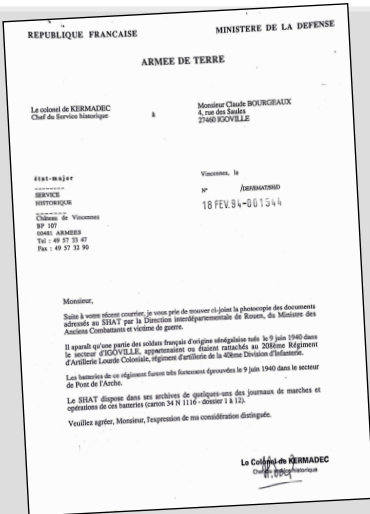 REPUBLIQUE FRANCAISE
MINISTERE DE LA DEFENSE
ARMEE DE TERRE
Le colonel de KERMADEC
Chef du Service historique
à
Monsieur Claude BOURGEAUX
4, rue des Saules
27460 IGOVILLE
état-major
SERVICE
HISTORIQUE
Château de Vincennes
BP 107
00481 ARMEES
Tel : 49 57 33 47
Fax : 49 57 32 90
Vincennes, la
N° /DEF/EMAT/SHD
18 FEV. 94-001544
Monsieur,
Suite à votre récent courrier, je vous prie de trouver ci-joint la photocopie des documents
adressés au SHAT par la Direction interdépartementale de Rouen, du Ministre des
Anciens Combattants et victime de guerre.
Il apparaît qu'une partie des soldats français d'origine sénégalaise tués le 9 juin 1940 dans
le secteur d'IGOVILLE, appartenaient ou étaient rattachés au 208ème Régiment
d'Artillerie Lourde Coloniale, régiment d'artillerie de la 40ème Division d'Infanterie.
Les batteries de ce régiment furent très fortement éprouvées le 9 juin 1940 dans le secteur
de Pont de l'Arche.
Le SHAT dispose dans ses archives de quelques-uns des journaux de marches et
opérations de ces batteries (carton 34 N 1116 - dossier 1 à 12).
Veuillez agréer, Monsieur, l'expression de ma considération distinguée.
Le Colonel de KERMADEC
Chef du Service historique